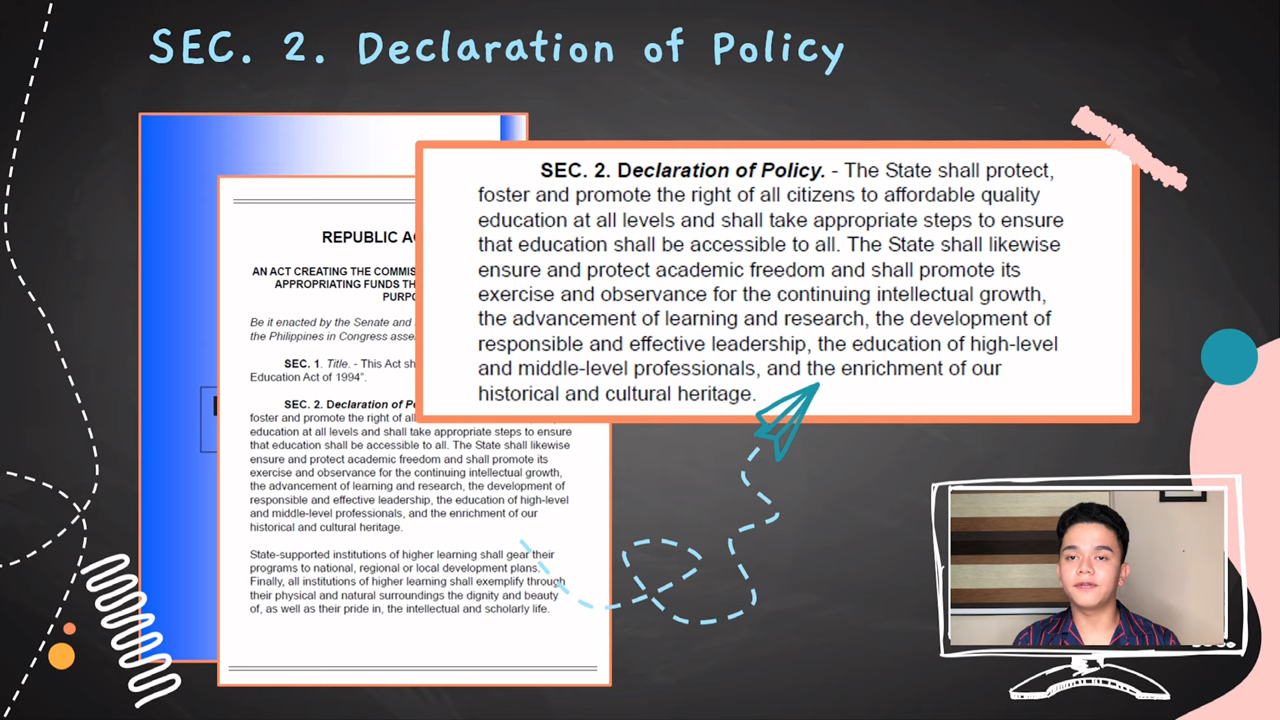 SEC. 2. Declaration of Policy
SEC. 2. Declaration of Policy. - The State shall protect,
foster and promote the right of all citizens to affordable quality
education at all levels and shall take appropriate steps to ensure
that education shall be accessible to all. The State shall likewise
ensure and protect academic freedom and shall promote its
exercise and observance for the continuing intellectual growth,
the advancement of learning and research, the development of
responsible and effective leadership, the education of high-level
and middle-level professionals, and the enrichment of our
historical and cultural heritage.
REPUBLIC
AN ACT CREATING THE
APPROPRIATING FUNDS
Be it enacted by the Senate and
the Philippines in Congress
SEC. 1. Title. - This Act
Education Act of 1994".
SEC. 2. Declaration of
foster and promote the right of all
education at all levels and shall take appropriate steps to ensure
that education shall be accessible to all. The State shall likewise
ensure and protect academic freedom and shall promote its
exercise and observance for the continuing intellectual growth,
the advancement of learning and research, the development of
responsible and effective leadership, the education of high-level
and middle-level professionals, and the enrichment of our
historical and cultural heritage.
State-supported institutions of higher learning shall gear their
programs to national, regional or local development plans.
Finally, all institutions of higher learning shall exemplify through
their physical and natural surroundings the dignity and beauty
of, as well as their pride in, the intellectual and scholarly life.